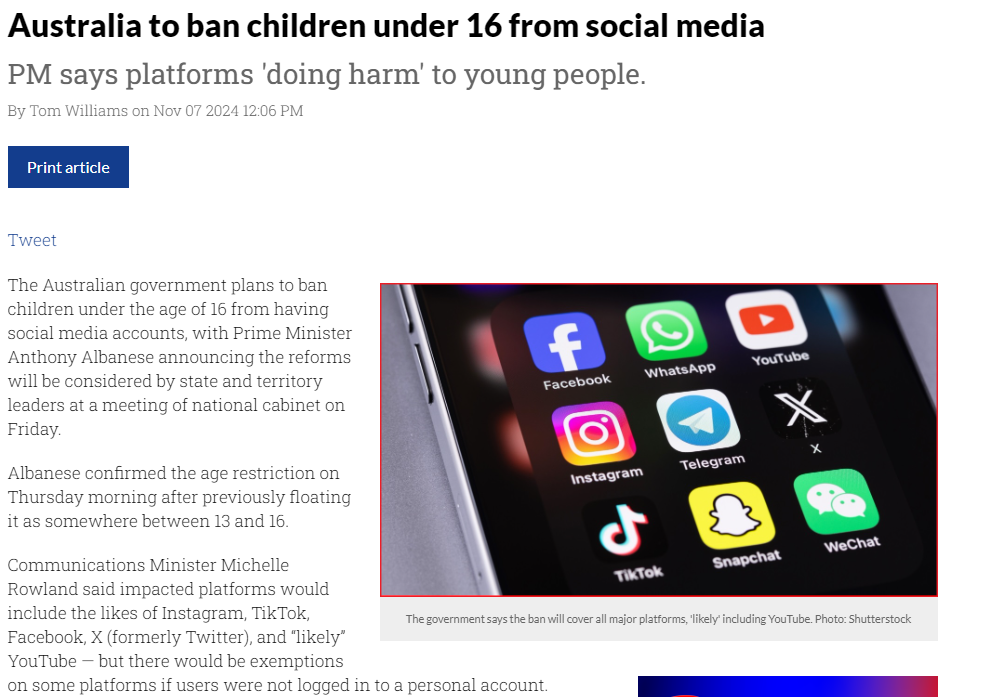 Australia to ban children under 16 from social media
PM says platforms 'doing harm' to young people.
By Tom Williams on Nov 07 2024 12:06 PM
Print article
Tweet
The Australian government plans to ban
children under the age of 16 from having
social media accounts, with Prime Minister
Anthony Albanese announcing the reforms
will be considered by state and territory
leaders at a meeting of national cabinet on
Friday.
Albanese confirmed the age restriction on
Thursday morning after previously floating
it as somewhere between 13 and 16.
Communications Minister Michelle
Rowland said impacted platforms would
include the likes of Instagram, TikTok,
Facebook, X (formerly Twitter), and “likely”
YouTube — but there would be exemptions
on some platforms if users were not logged in to a personal account.
Facebook
WhatsApp
YouTube
Instagram
Telegram
X
TikTok
Snapchat
WeChat
The government says the ban will cover all major platforms, 'likely' including YouTube. Photo: Shutterstock